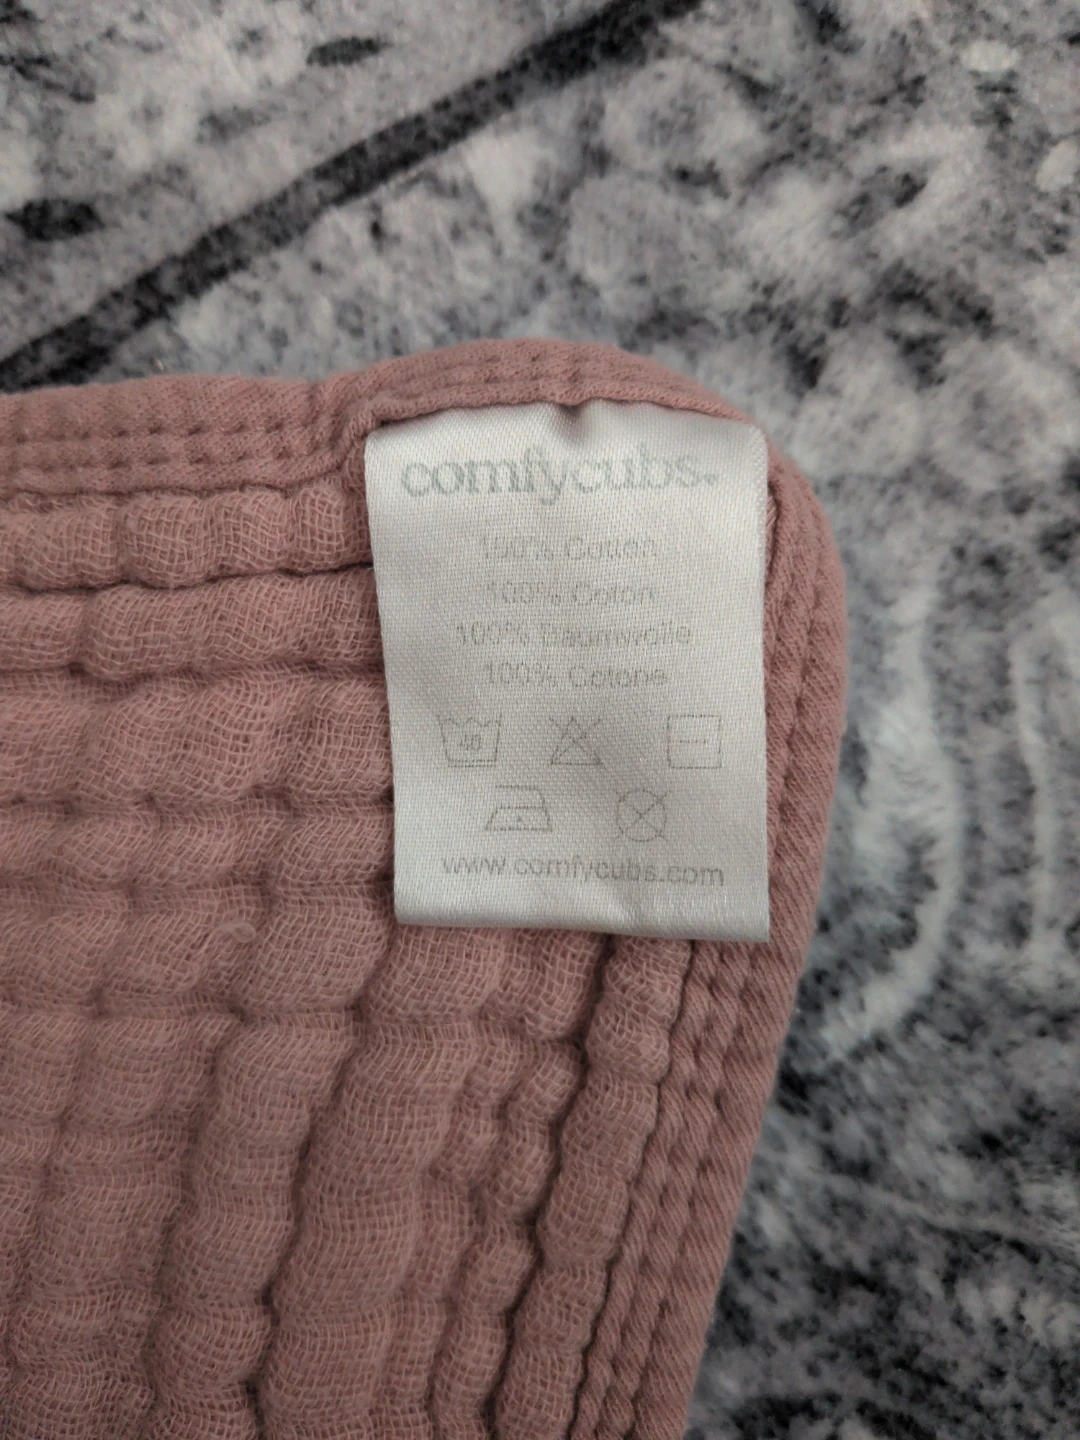 comfycubs.
100% Cotton
100% Coton
100% Baumwolle
100% Cotone
40
www.comfycubs.com